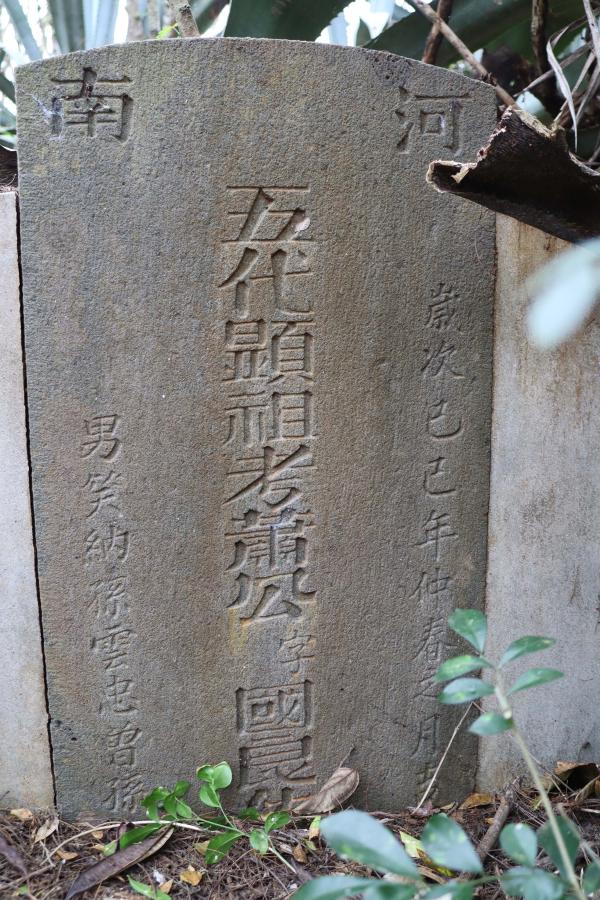 河南
歲次己巳年仲春之月
五代顯祖考蕭公字國良
男笑納孫雲忠曾孫